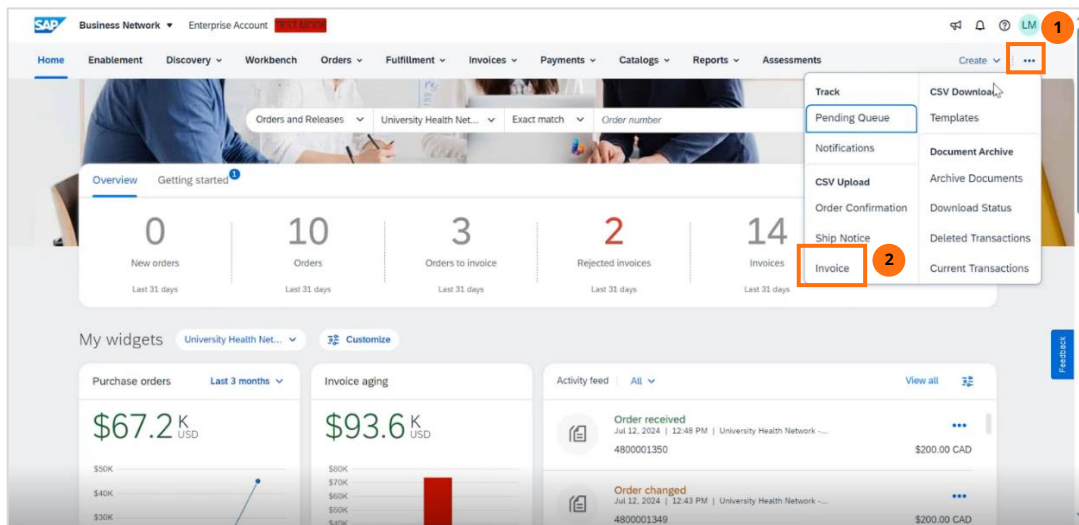 SAP Business Network Enterprise Account TEST MODE LM 1
Home Enablement Discovery Workbench Orders Fulfillment Invoices Payments Catalogs Reports Assessments Create
Track
Pending Queue
Notifications
CSV Upload
Order Confirmation
Ship Notice
Invoice
2
CSV Download
Templates
Document Archive
Archive Documents
Download Status
Deleted Transactions
Current Transactions
Orders and Releases University Health Net... Exact match Order number
Overview Getting started 1
0 10 3 2 14
New orders Orders Orders to invoice Rejected invoices Invoices
Last 31 days Last 31 days Last 31 days Last 31 days Last 31 days
My widgets University Health Net... Customize
Feedback
Purchase orders Last 3 months
$67.2 K USD
$50K
$40K
$30K
Invoice aging
$93.6 K USD
$80K
$70K
$60K
$50K
$40K
Activity feed All View all
Order received
Jul 12, 2024 | 12:48 PM | University Health Network -...
4800001350 $200.00 CAD
Order changed
Jul 12, 2024 | 12:43 PM | University Health Network -...
4800001349 $200.00 CAD